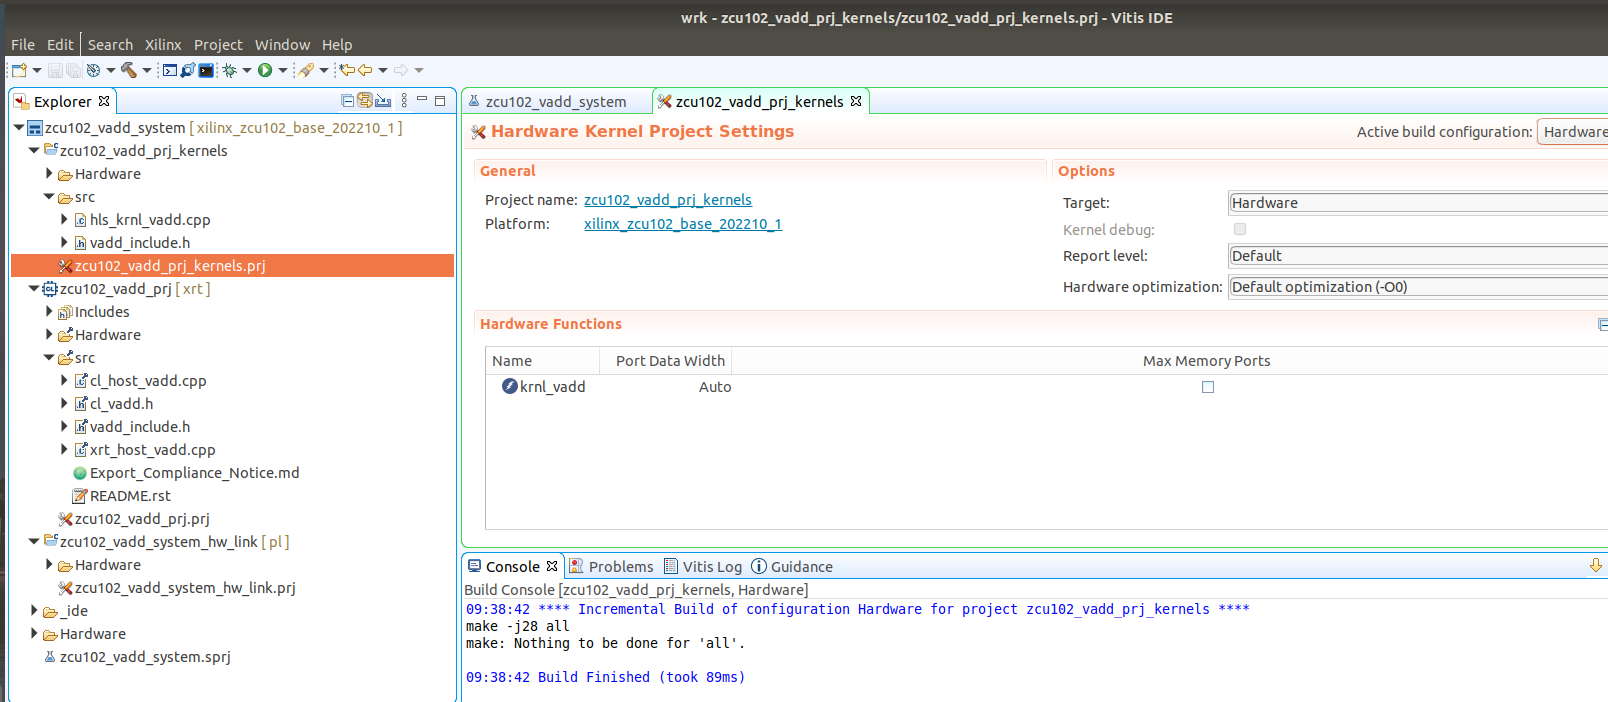 wrk - zcu102_vadd_prj_kernels/zcu102_vadd_prj_kernels.prj - Vitis IDE
File Edit Search Xilinx Project Window Help
Explorer
zcu102_vadd_system [ xilinx_zcu102_base_202210_1 ]
zcu102_vadd_prj_kernels
Hardware
src
hls_krnl_vadd.cpp
vadd_include.h
zcu102_vadd_prj_kernels.prj
zcu102_vadd_prj [ xrt ]
Includes
Hardware
src
cl_host_vadd.cpp
cl_vadd.h
vadd_include.h
xrt_host_vadd.cpp
Export_Compliance_Notice.md
README.rst
zcu102_vadd_prj.prj
zcu102_vadd_system_hw_link [ pl ]
Hardware
zcu102_vadd_system_hw_link.prj
_ide
Hardware
zcu102_vadd_system.sprj
zcu102_vadd_system zcu102_vadd_prj_kernels
Hardware Kernel Project Settings
Active build configuration: Hardware
General
Project name: zcu102_vadd_prj_kernels
Platform: xilinx_zcu102_base_202210_1
Options
Target: Hardware
Kernel debug:
Report level: Default
Hardware optimization: Default optimization (-O0)
Hardware Functions
Name Port Data Width Max Memory Ports
krnl_vadd Auto
Console Problems Vitis Log Guidance
Build Console [zcu102_vadd_prj_kernels, Hardware]
09:38:42 **** Incremental Build of configuration Hardware for project zcu102_vadd_prj_kernels ****
make -j28 all
make: Nothing to be done for 'all'.
09:38:42 Build Finished (took 89ms)